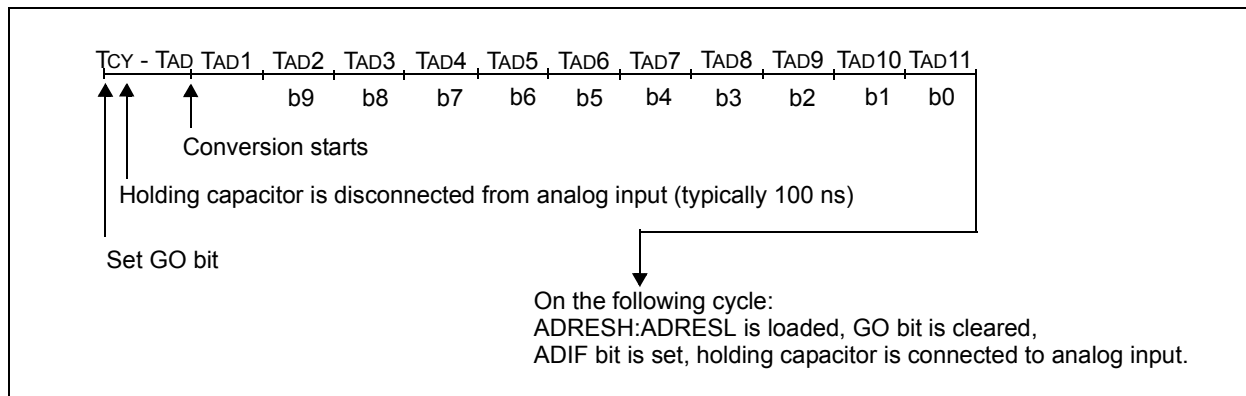 TCY - TAD TAD1 TAD2 TAD3 TAD4 TAD5 TAD6 TAD7 TAD8 TAD9 TAD10 TAD11
b9 b8 b7 b6 b5 b4 b3 b2 b1 b0
Conversion starts
Holding capacitor is disconnected from analog input (typically 100 ns)
Set GO bit
On the following cycle:
ADRESH:ADRESL is loaded, GO bit is cleared,
ADIF bit is set, holding capacitor is connected to analog input.